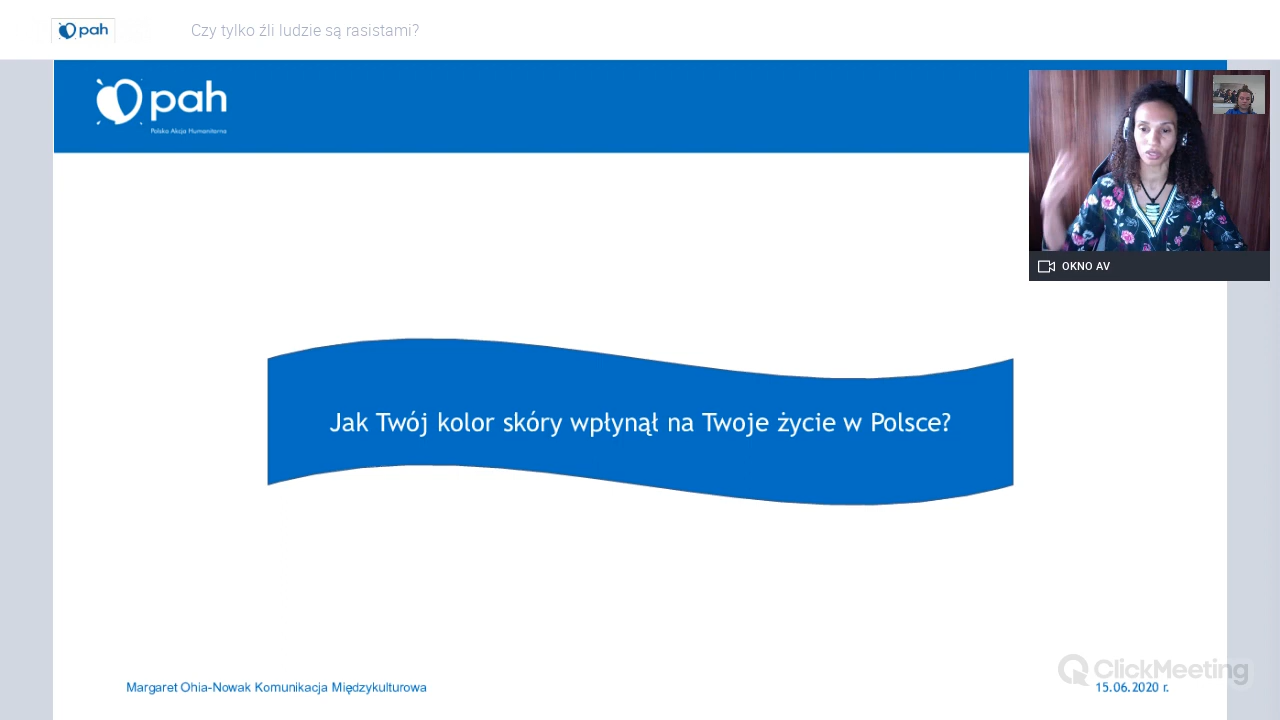 pah
Czy tylko źli ludzie są rasistami?
pah
Polska Akcja Humanitarna
OKNO AV
Jak Twój kolor skóry wpłynął na Twoje życie w Polsce?
ClickMeeting
Margaret Ohia-Nowak Komunikacja Międzykulturowa
15.06.2020 r.